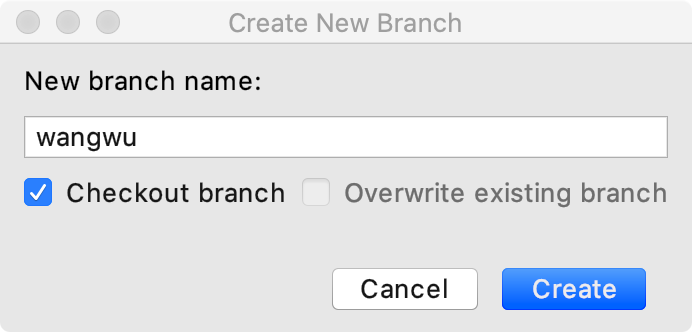 Create New Branch
New branch name:
wangwu
Checkout branch Overwrite existing branch
Cancel Create